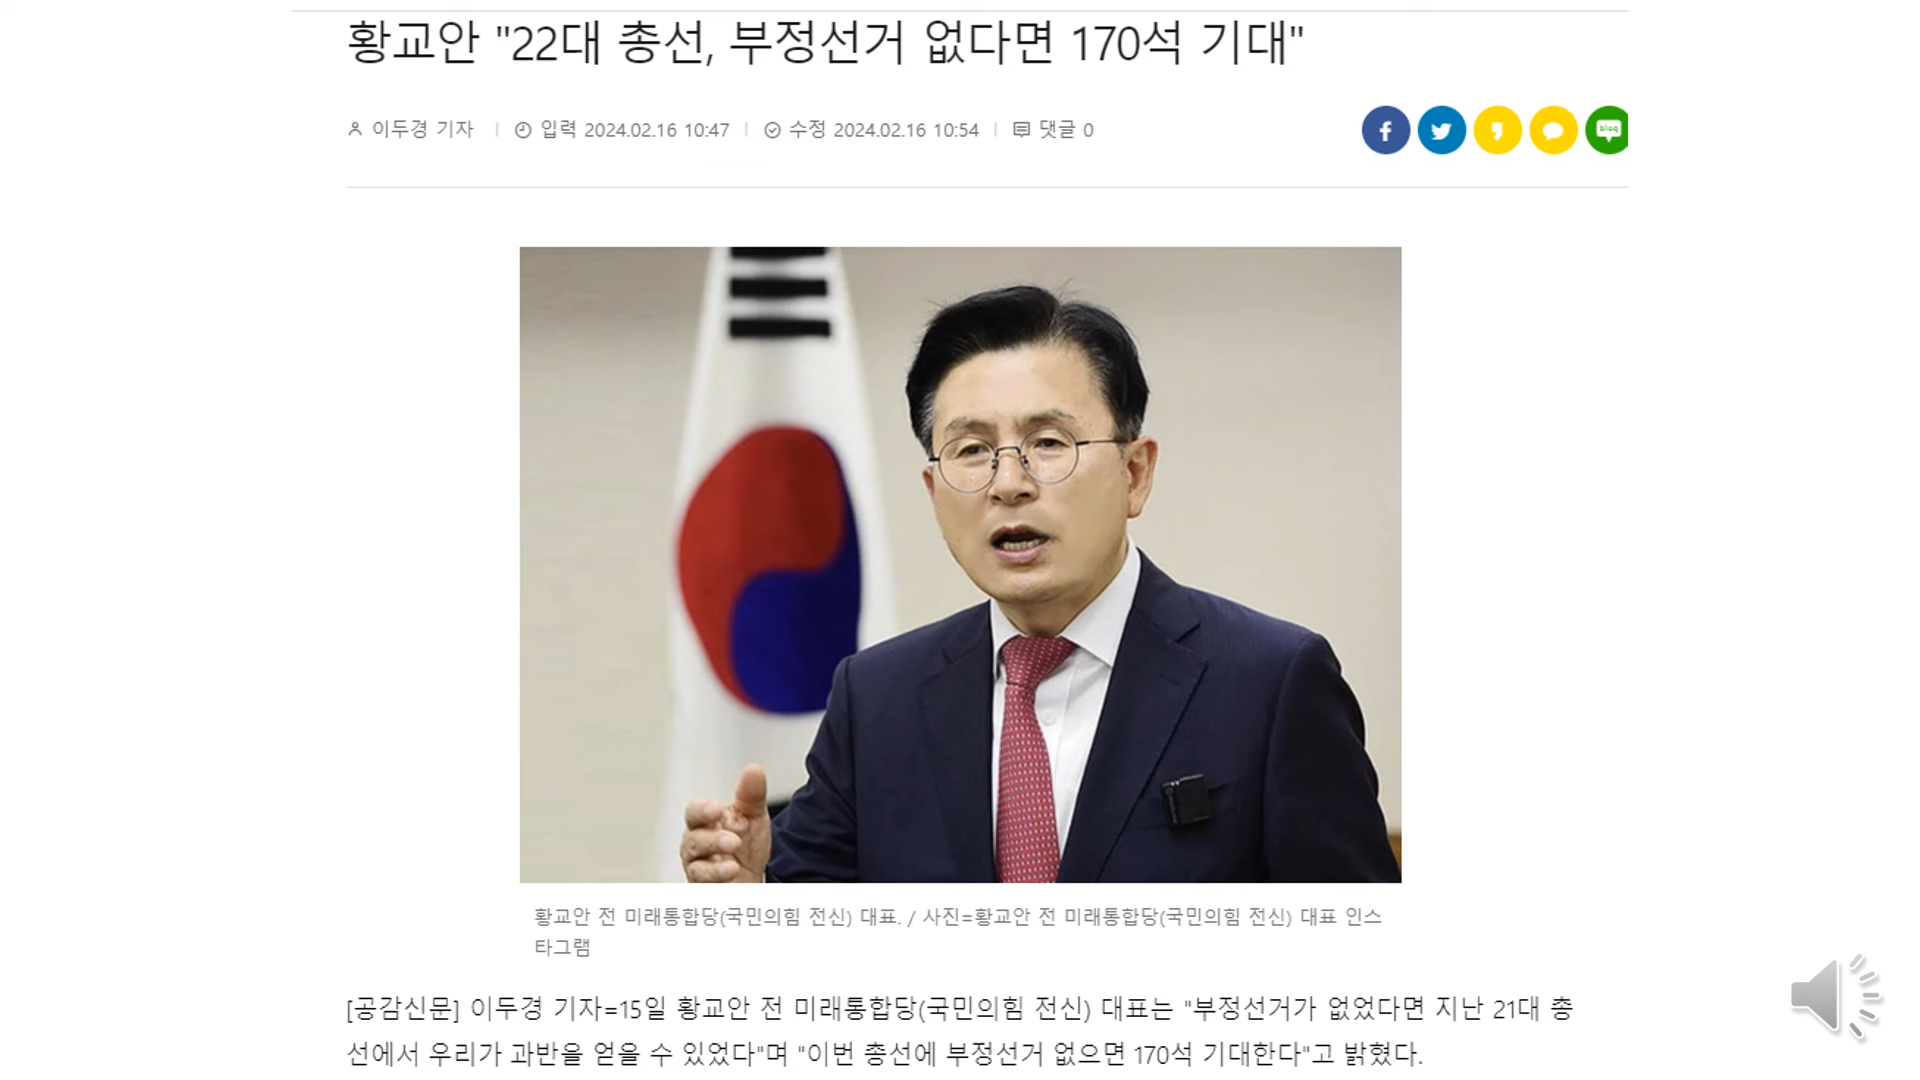 황교안 "22대 총선, 부정선거 없다면 170석 기대"
이두경 기자 | 입력 2024.02.16 10:47 | 수정 2024.02.16 10:54 | 댓글 0
blog
황교안 전 미래통합당(국민의힘 전신) 대표. / 사진=황교안 전 미래통합당(국민의힘 전신) 대표 인스
타그램
[공감신문] 이두경 기자=15일 황교안 전 미래통합당(국민의힘 전신) 대표는 "부정선거가 없었다면 지난 21대 총
선에서 우리가 과반을 얻을 수 있었다"며 "이번 총선에 부정선거 없으면 170석 기대한다"고 밝혔다.